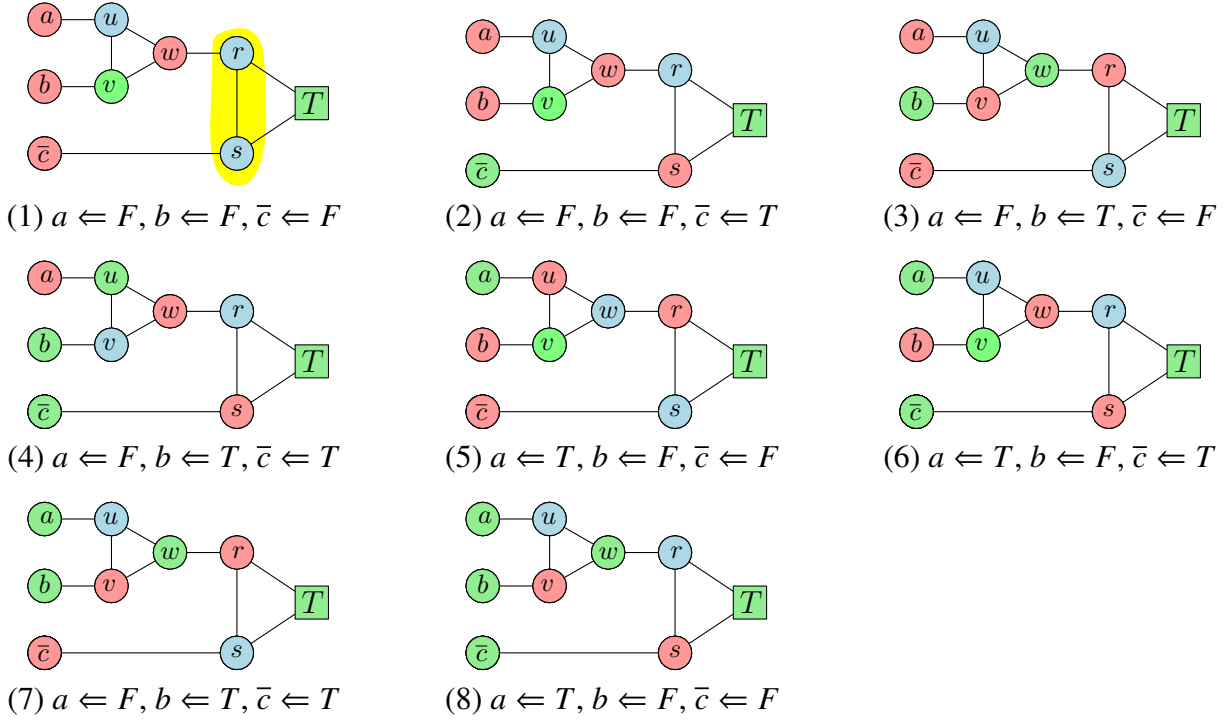 a u w r T
b v
c̅ s
(1) a ⇐ F, b ⇐ F, c̅ ⇐ F
a u w r T
b v
c̅ s
(2) a ⇐ F, b ⇐ F, c̅ ⇐ T
a u w r T
b v
c̅ s
(3) a ⇐ F, b ⇐ T, c̅ ⇐ F
a u w r T
b v
c̅ s
(4) a ⇐ F, b ⇐ T, c̅ ⇐ T
a u w r T
b v
c̅ s
(5) a ⇐ T, b ⇐ F, c̅ ⇐ F
a u w r T
b v
c̅ s
(6) a ⇐ T, b ⇐ F, c̅ ⇐ T
a u w r T
b v
c̅ s
(7) a ⇐ F, b ⇐ T, c̅ ⇐ T
a u w r T
b v
c̅ s
(8) a ⇐ T, b ⇐ F, c̅ ⇐ F